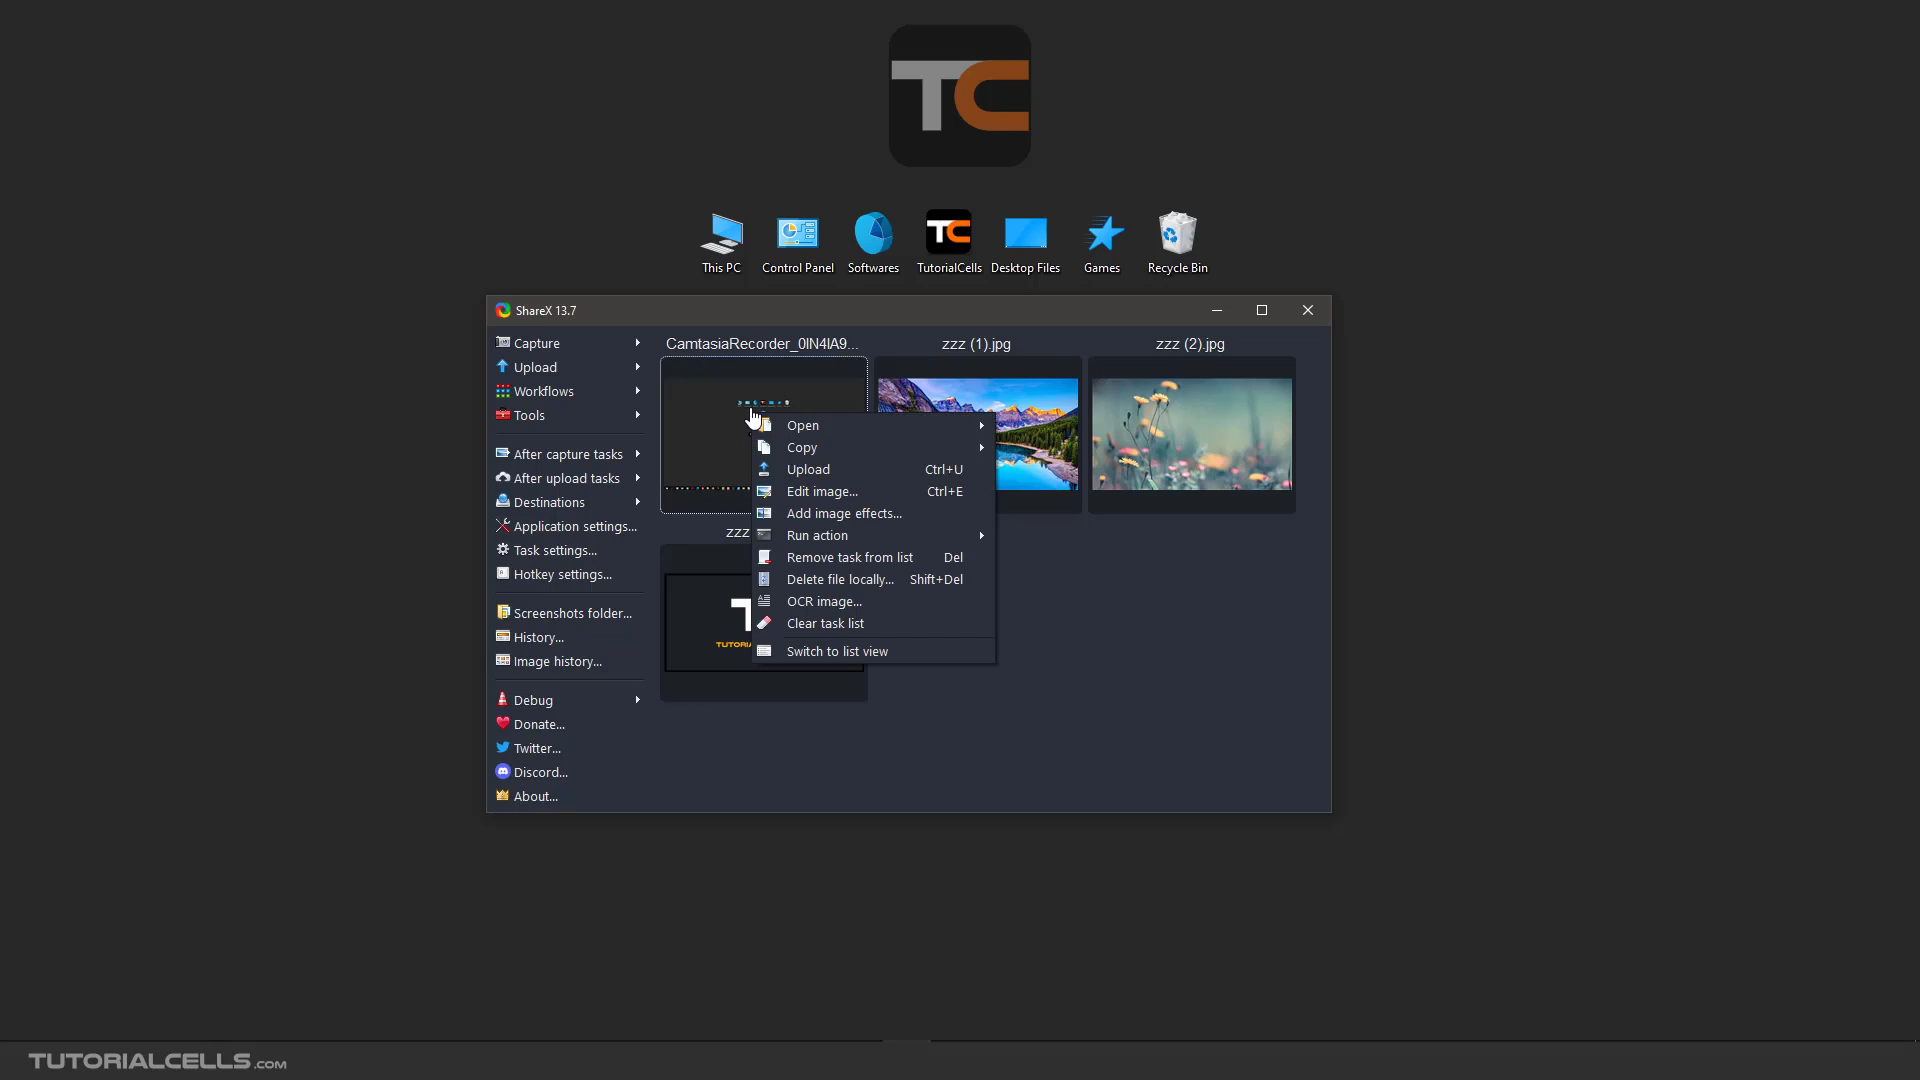 TC
This PC
Control Panel
Softwares
TC
TutorialCells
Desktop Files
Games
Recycle Bin
ShareX 13.7
Capture
Upload
Workflows
Tools
After capture tasks
After upload tasks
Destinations
Application settings...
Task settings...
Hotkey settings...
Screenshots folder...
History...
Image history...
Debug
Donate...
Twitter...
Discord...
About...
CamtasiaRecorder_0lN4lA9...
zzz (1).jpg
zzz (2).jpg
zzz
Open
Copy
Upload Ctrl+U
Edit image... Ctrl+E
Add image effects...
Run action
Remove task from list Del
Delete file locally... Shift+Del
OCR image...
Clear task list
Switch to list view
TUTORIALCELLS.COM